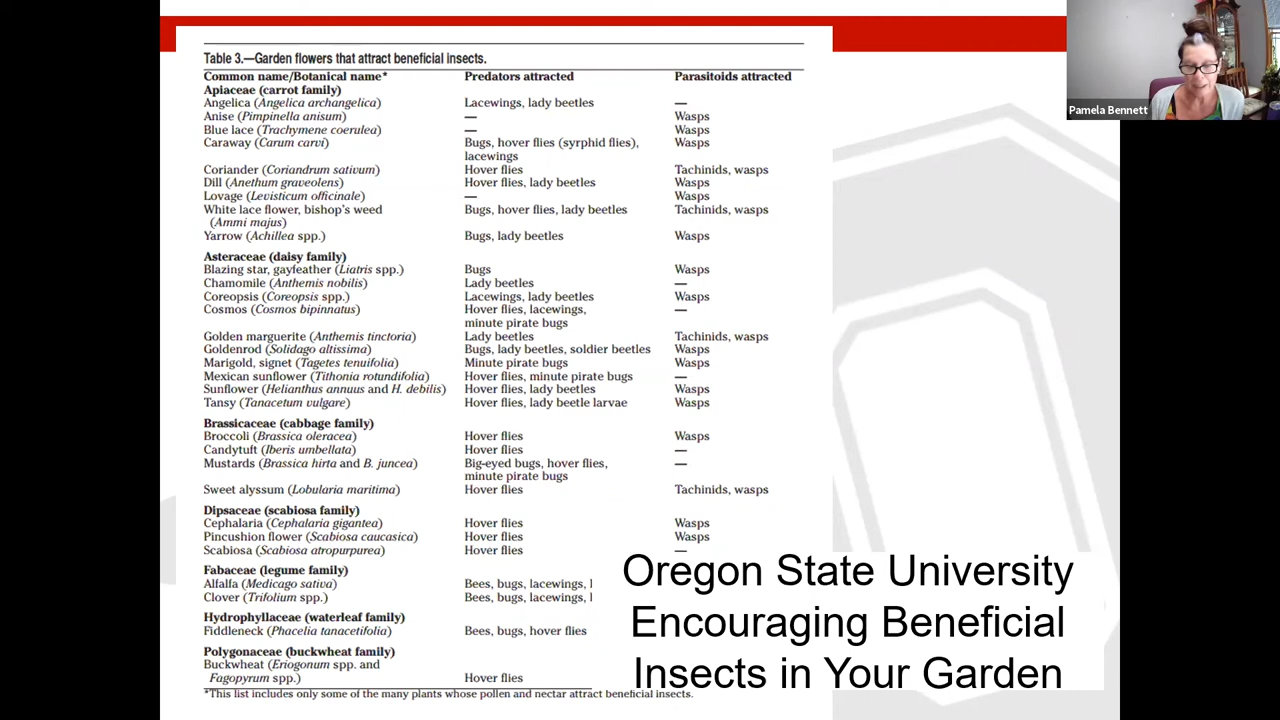 Table 3.—Garden flowers that attract beneficial insects.
Common name/Botanical name* Predators attracted Parasitoids attracted
Apiaceae (carrot family)
Angelica (Angelica archangelica) Lacewings, lady beetles —
Anise (Pimpinella anisum) — Wasps
Blue lace (Trachymene coerulea) — Wasps
Caraway (Carum carvi) Bugs, hover flies (syrphid flies), Wasps
lacewings
Coriander (Coriandrum sativum) Hover flies Tachinids, wasps
Dill (Anethum graveolens) Hover flies, lady beetles Wasps
Lovage (Levisticum officinale) — Wasps
White lace flower, bishop's weed Bugs, hover flies, lady beetles Tachinids, wasps
(Ammi majus)
Yarrow (Achillea spp.) Bugs, lady beetles Wasps
Asteraceae (daisy family)
Blazing star, gayfeather (Liatris spp.) Bugs Wasps
Chamomile (Anthemis nobilis) Lady beetles —
Coreopsis (Coreopsis spp.) Lacewings, lady beetles Wasps
Cosmos (Cosmos bipinnatus) Hover flies, lacewings, —
minute pirate bugs
Golden marguerite (Anthemis tinctoria) Lady beetles Tachinids, wasps
Goldenrod (Solidago altissima) Bugs, lady beetles, soldier beetles Wasps
Marigold, signet (Tagetes tenuifolia) Minute pirate bugs Wasps
Mexican sunflower (Tithonia rotundifolia) Hover flies, minute pirate bugs —
Sunflower (Helianthus annuus and H. debilis) Hover flies, lady beetles Wasps
Tansy (Tanacetum vulgare) Hover flies, lady beetle larvae Wasps
Brassicaceae (cabbage family)
Broccoli (Brassica oleracea) Hover flies Wasps
Candytuft (Iberis umbellata) Hover flies —
Mustards (Brassica hirta and B. juncea) Big-eyed bugs, hover flies, —
minute pirate bugs
Sweet alyssum (Lobularia maritima) Hover flies Tachinids, wasps
Dipsaceae (scabiosa family)
Cephalaria (Cephalaria gigantea) Hover flies Wasps
Pincushion flower (Scabiosa caucasica) Hover flies Wasps
Scabiosa (Scabiosa atropurpurea) Hover flies —
Fabaceae (legume family)
Alfalfa (Medicago sativa) Bees, bugs, lacewings,
Clover (Trifolium spp.) Bees, bugs, lacewings,
Hydrophyllaceae (waterleaf family)
Fiddleneck (Phacelia tanacetifolia) Bees, bugs, hover flies
Polygonaceae (buckwheat family)
Buckwheat (Eriogonum spp. and
Fagopyrum spp.) Hover flies
*This list includes only some of the many plants whose pollen and nectar attract beneficial insects.
Oregon State University
Encouraging Beneficial
Insects in Your Garden
Pamela Bennett